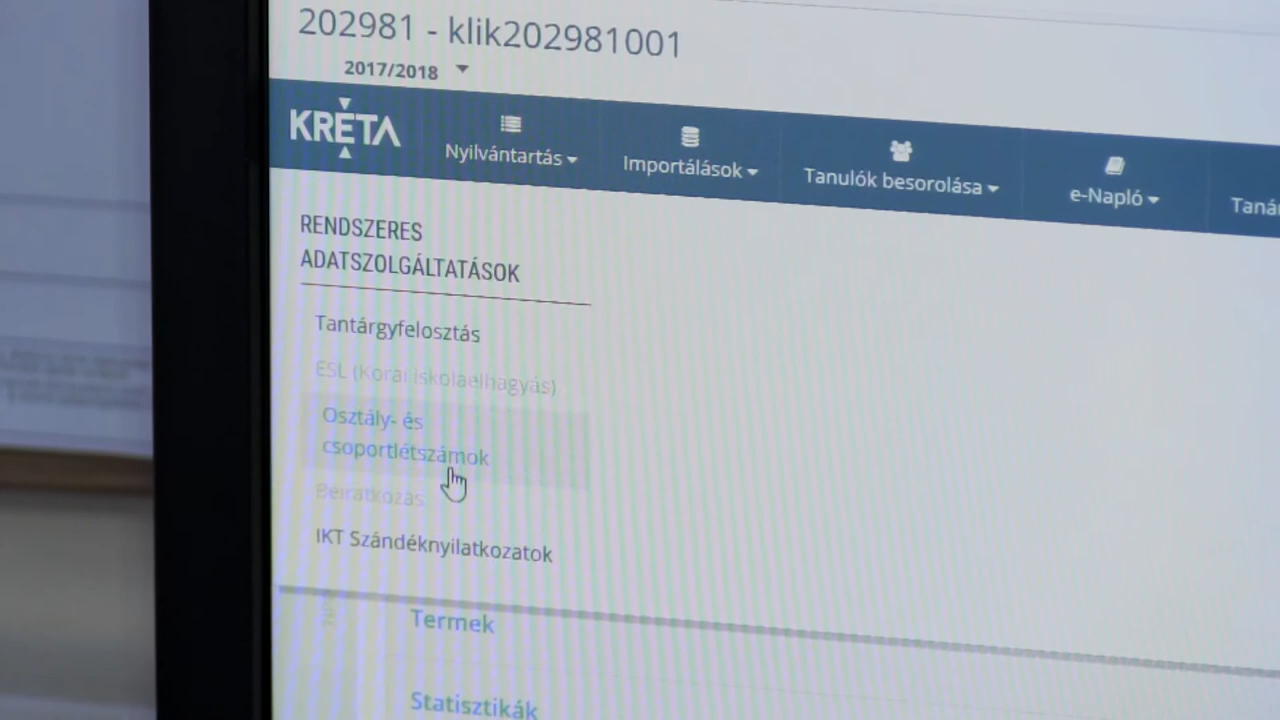 202981 - klik202981001
2017/2018
KRÉTA
Nyilvántartás
Importálások
Tanulók besorolása
e-Napló
RENDSZERES
ADATSZOLGÁLTATÁSOK
Tantárgyfelosztás
ESL (Korai iskolaelhagyás)
Osztály- és
csoportlétszámok
Beiratkozás
IKT Szándéknyilatkozatok
Termek
Statisztikák